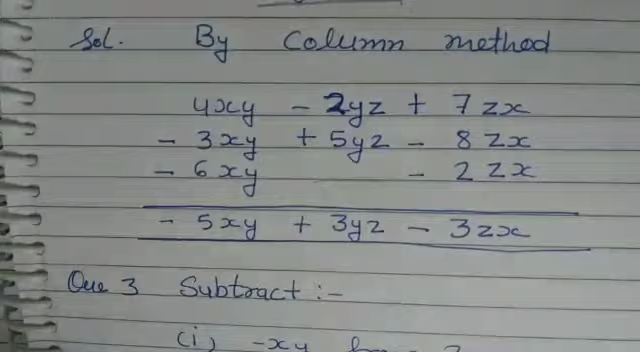 Sol. By Column method
4xy - 2yz + 7zx
- 3xy + 5yz - 8zx
- 6xy - 2zx
- 5xy + 3yz - 3zx
Que 3 Subtract :-
(i) -xy